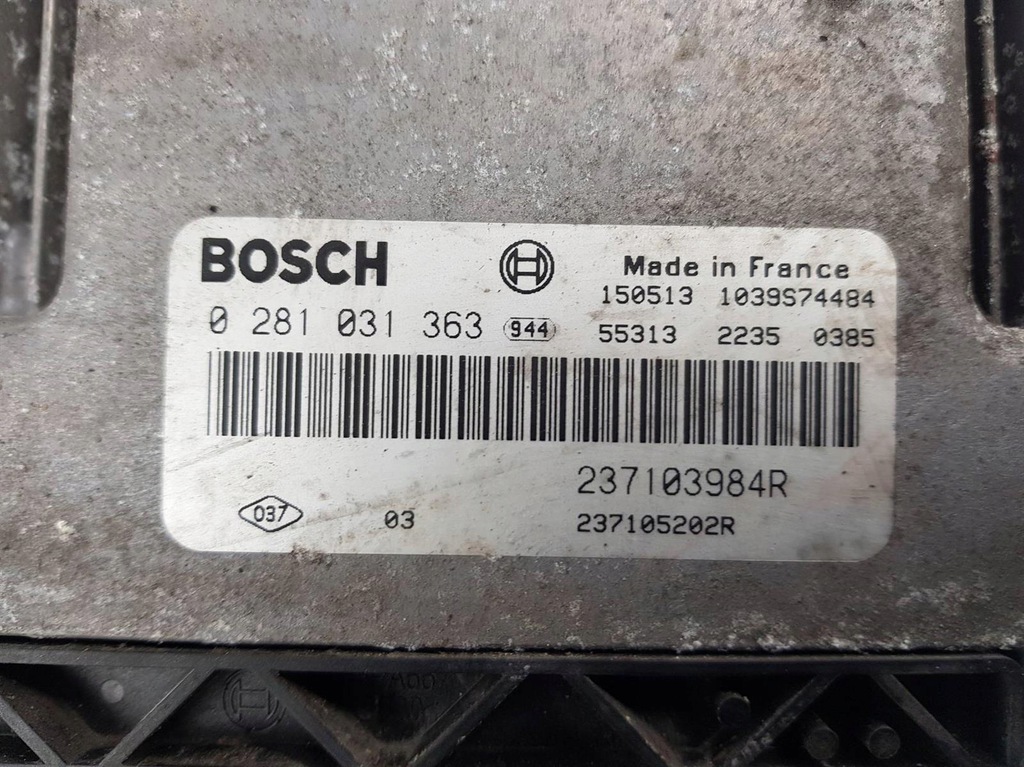 BOSCH
Made in France
150513 1039S74484
0 281 031 363 944
55313 2235 0385
237103984R
037 03
237105202R